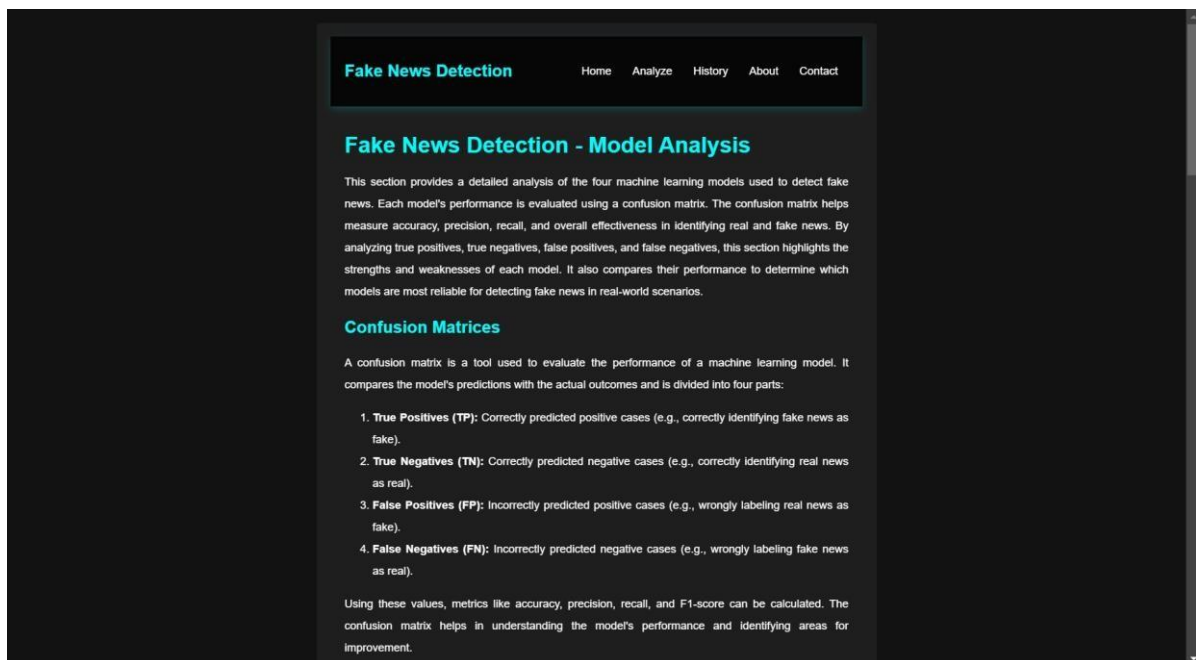 Fake News Detection
Home Analyze History About Contact
Fake News Detection - Model Analysis
This section provides a detailed analysis of the four machine learning models used to detect fake
news. Each model's performance is evaluated using a confusion matrix. The confusion matrix helps
measure accuracy, precision, recall, and overall effectiveness in identifying real and fake news. By
analyzing true positives, true negatives, false positives, and false negatives, this section highlights the
strengths and weaknesses of each model. It also compares their performance to determine which
models are most reliable for detecting fake news in real-world scenarios.
Confusion Matrices
A confusion matrix is a tool used to evaluate the performance of a machine learning model. It
compares the model's predictions with the actual outcomes and is divided into four parts:
1. True Positives (TP): Correctly predicted positive cases (e.g., correctly identifying fake news as
fake).
2. True Negatives (TN): Correctly predicted negative cases (e.g., correctly identifying real news
as real).
3. False Positives (FP): Incorrectly predicted positive cases (e.g., wrongly labeling real news as
fake).
4. False Negatives (FN): Incorrectly predicted negative cases (e.g., wrongly labeling fake news
as real).
Using these values, metrics like accuracy, precision, recall, and F1-score can be calculated. The
confusion matrix helps in understanding the model's performance and identifying areas for
improvement.